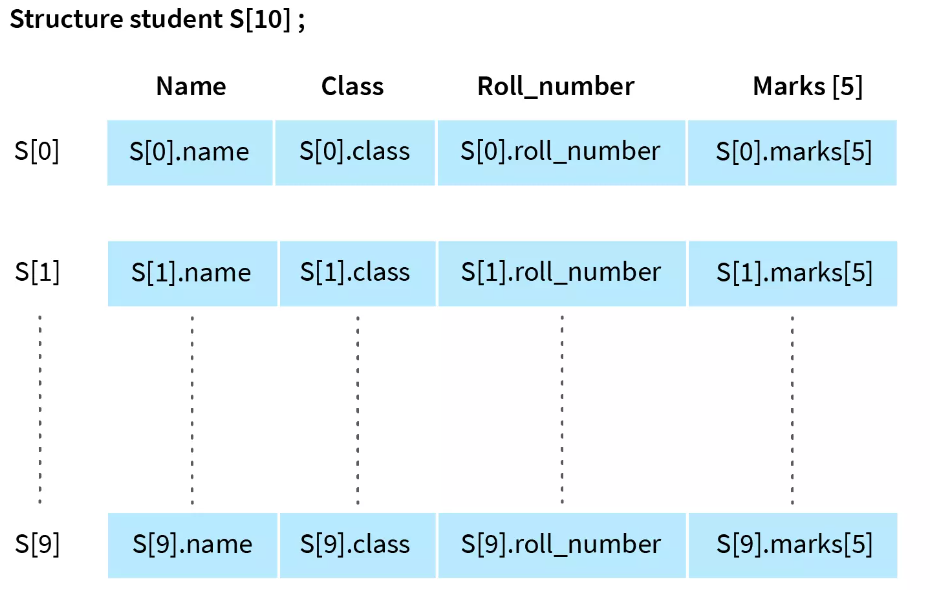 Structure student S[10] ;
Name Class Roll_number Marks [5]
S[0] S[0].name S[0].class S[0].roll_number S[0].marks[5]
S[1] S[1].name S[1].class S[1].roll_number S[1].marks[5]
S[9] S[9].name S[9].class S[9].roll_number S[9].marks[5]